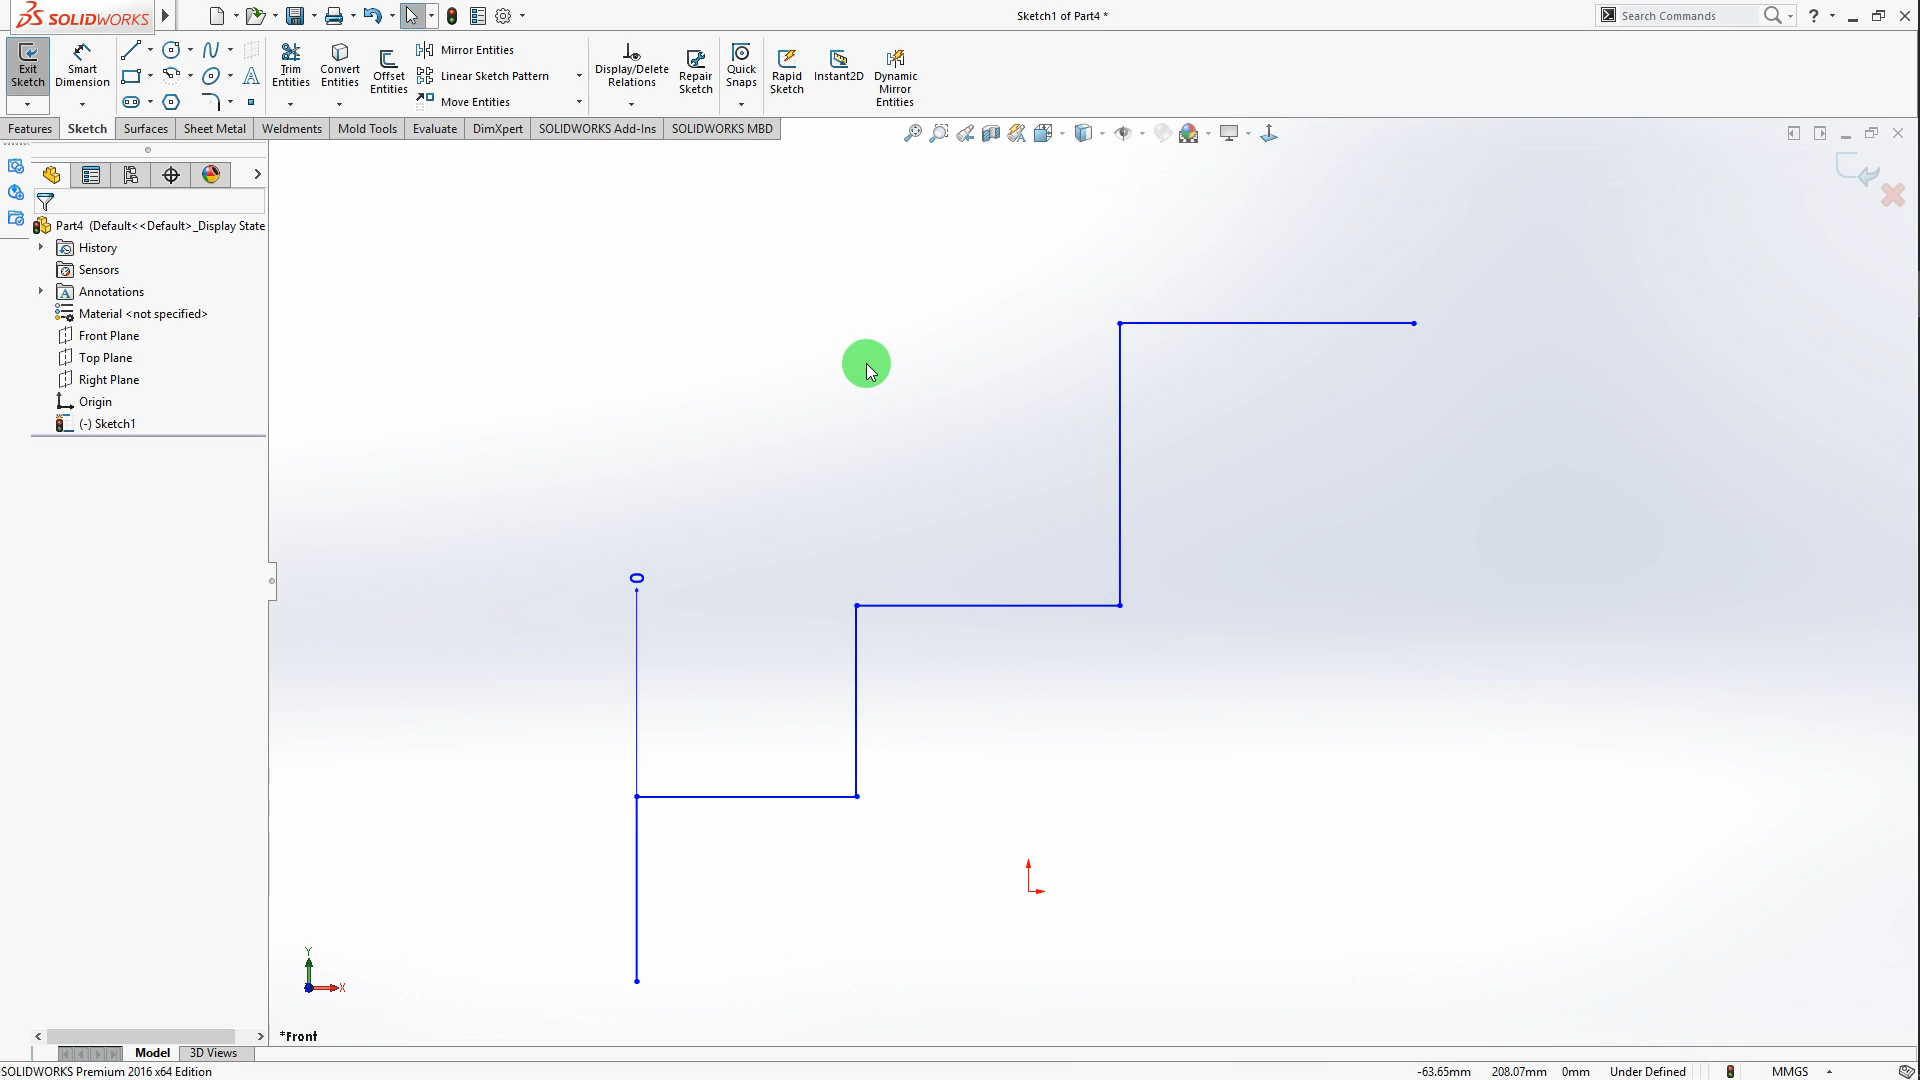 SOLIDWORKS
Sketch1 of Part4 *
Search Commands
?
Exit Sketch
Smart Dimension
Trim Entities
Convert Entities
Offset Entities
Mirror Entities
Linear Sketch Pattern
Move Entities
Display/Delete Relations
Repair Sketch
Quick Snaps
Rapid Sketch
Instant2D
Dynamic Mirror Entities
Features
Sketch
Surfaces
Sheet Metal
Weldments
Mold Tools
Evaluate
DimXpert
SOLIDWORKS Add-Ins
SOLIDWORKS MBD
Part4 (Default<<Default>_Display State
History
Sensors
Annotations
Material <not specified>
Front Plane
Top Plane
Right Plane
Origin
(-) Sketch1
0
Y
X
*Front
Model
3D Views
SOLIDWORKS Premium 2016 x64 Edition
-63.65mm
208.07mm
0mm
Under Defined
MMGS